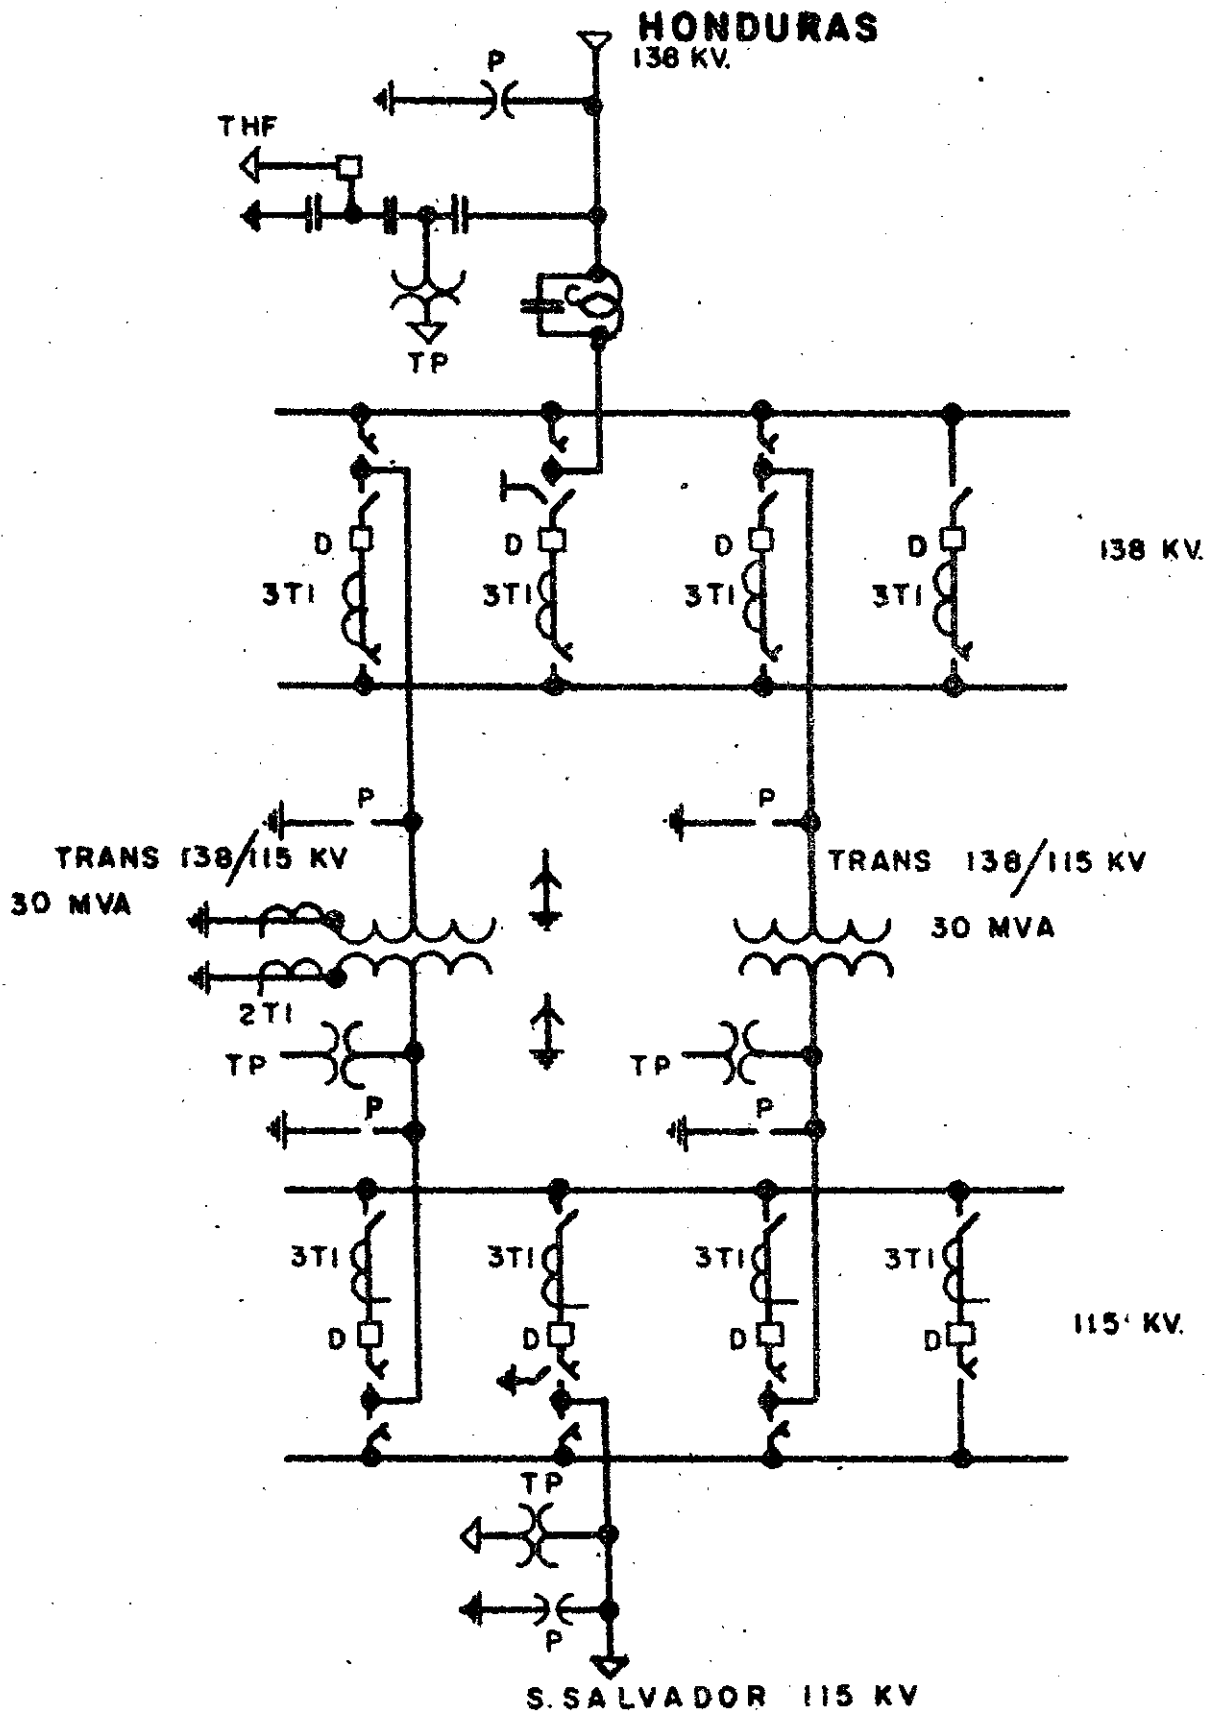 HONDURAS
138 KV.
P
THF
TP
D D D D
3TI 3TI 3TI 3TI
138 KV.
P P
TRANS 138/115 KV
30 MVA
TRANS 138/115 KV
30 MVA
2TI
TP TP
P P
3TI 3TI 3TI 3TI
D D D D
115 KV.
TP
P
S. SALVADOR 115 KV